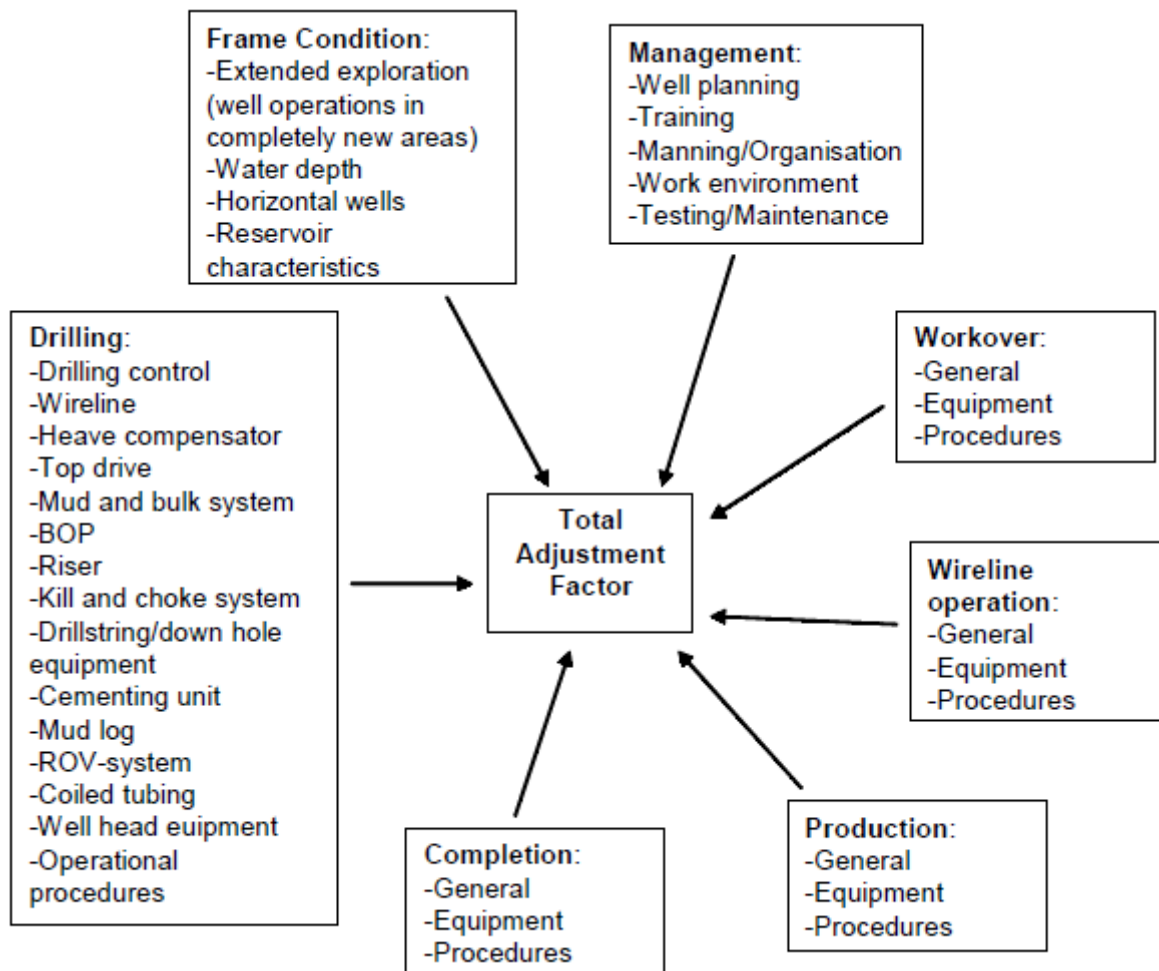 Frame Condition:
-Extended exploration
(well operations in
completely new areas)
-Water depth
-Horizontal wells
-Reservoir
characteristics
Management:
-Well planning
-Training
-Manning/Organisation
-Work environment
-Testing/Maintenance
Drilling:
-Drilling control
-Wireline
-Heave compensator
-Top drive
-Mud and bulk system
-BOP
-Riser
-Kill and choke system
-Drillstring/down hole
equipment
-Cementing unit
-Mud log
-ROV-system
-Coiled tubing
-Well head euipment
-Operational
procedures
Workover:
-General
-Equipment
-Procedures
Total
Adjustment
Factor
Wireline
operation:
-General
-Equipment
-Procedures
Completion:
-General
-Equipment
-Procedures
Production:
-General
-Equipment
-Procedures